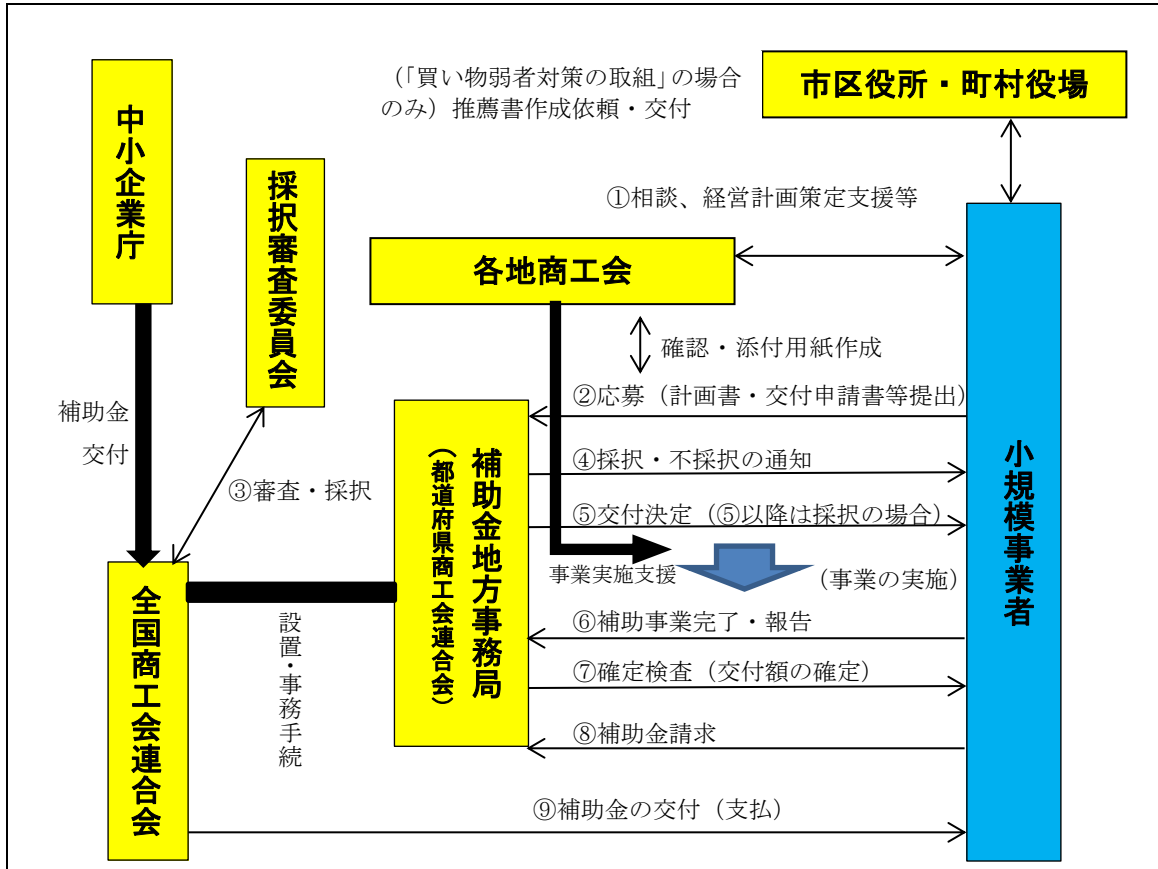 （「買い物弱者対策の取組」の場合
のみ）推薦書作成依頼・交付
市区役所・町村役場
中小企業庁
採択審査委員会
①相談、経営計画策定支援等
各地商工会
確認・添付用紙作成
補助金
交付
③審査・採択
②応募（計画書・交付申請書等提出）
④採択・不採択の通知
⑤交付決定（⑤以降は採択の場合）
事業実施支援
（事業の実施）
補助金地方事務局
（都道府県商工会連合会）
小規模事業者
全国商工会連合会
設置・事務手続
⑥補助事業完了・報告
⑦確定検査（交付額の確定）
⑧補助金請求
⑨補助金の交付（支払）